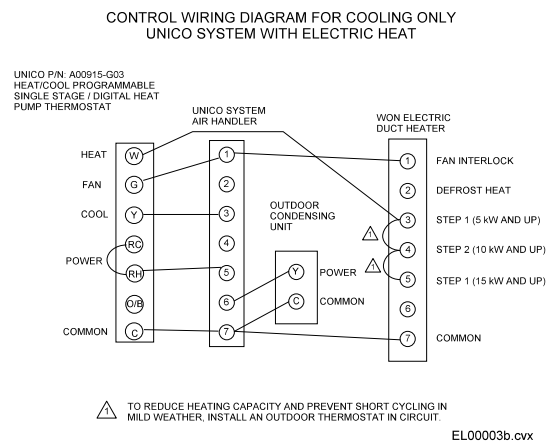 CONTROL WIRING DIAGRAM FOR COOLING ONLY
UNICO SYSTEM WITH ELECTRIC HEAT
UNICO P/N: A00915-G03
HEAT/COOL PROGRAMMABLE
SINGLE STAGE / DIGITAL HEAT
PUMP THERMOSTAT
UNICO SYSTEM
AIR HANDLER
WON ELECTRIC
DUCT HEATER
HEAT W
FAN G
COOL Y
POWER
RC
RH
O/B
COMMON C
1
2
3
4
5
6
7
OUTDOOR
CONDENSING
UNIT
Y POWER
C COMMON
1 FAN INTERLOCK
2 DEFROST HEAT
3 STEP 1 (5 kW AND UP)
1
4 STEP 2 (10 kW AND UP)
1
5 STEP 1 (15 kW AND UP)
6
7 COMMON
1 TO REDUCE HEATING CAPACITY AND PREVENT SHORT CYCLING IN
MILD WEATHER, INSTALL AN OUTDOOR THERMOSTAT IN CIRCUIT.
EL00003b.cvx